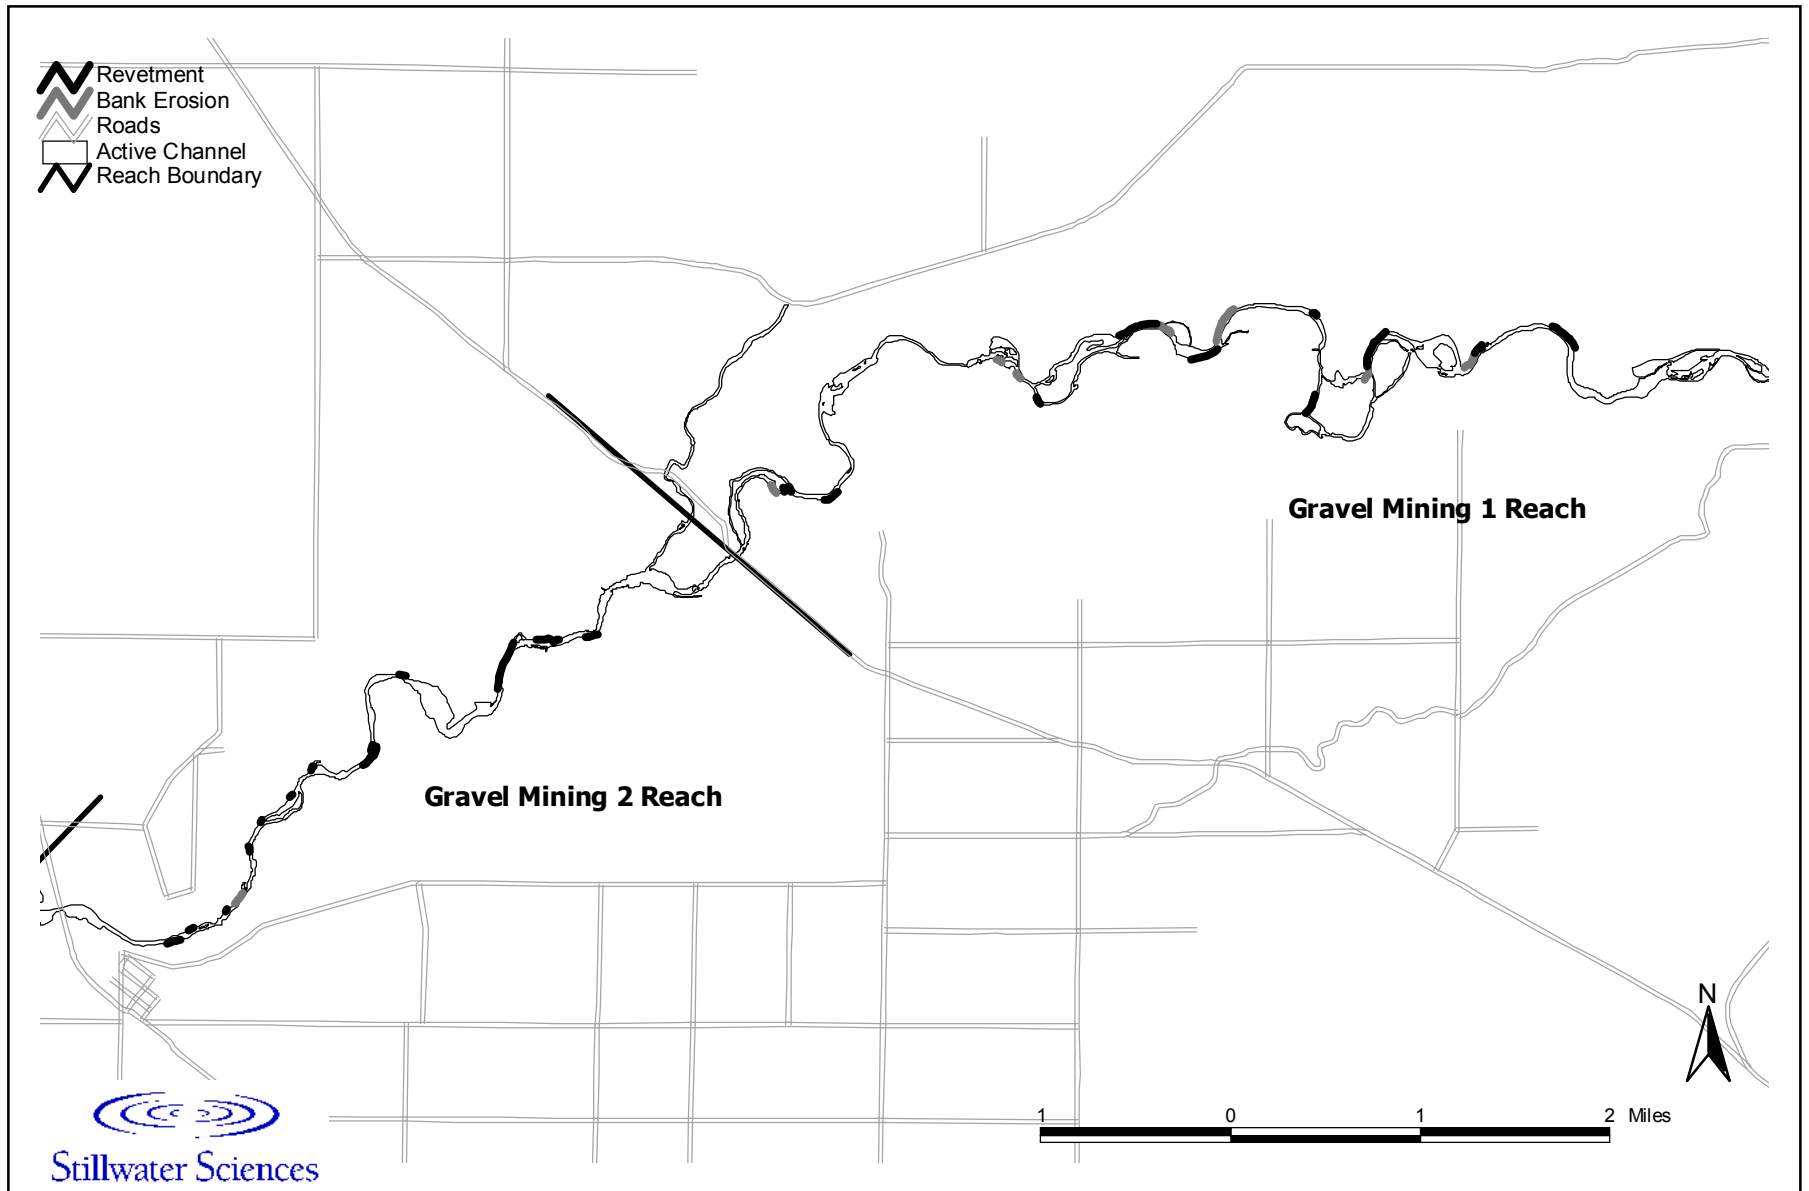 Revetment
Bank Erosion
Roads
Active Channel
Reach Boundary
Gravel Mining 1 Reach
Gravel Mining 2 Reach
N
1 0 1 2 Miles
Stillwater Sciences